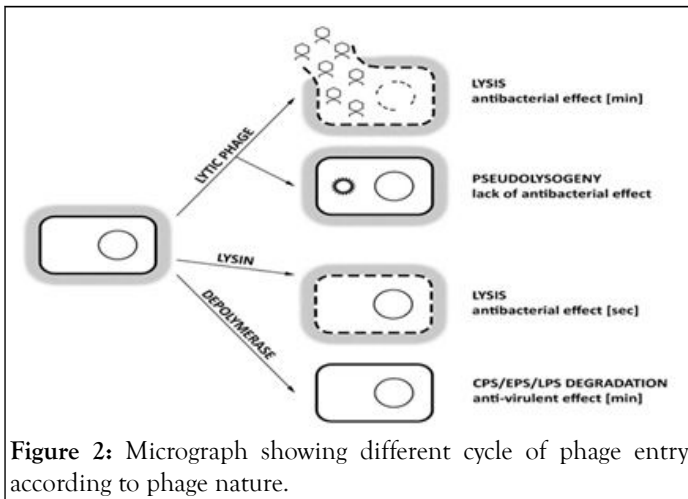 LYSIS
antibacterial effect [min]
LYTIC PHAGE
PSEUDOLYSOGENY
lack of antibacterial effect
LYSIN
LYSIS
antibacterial effect [sec]
DEPOLYMERASE
CPS/EPS/LPS DEGRADATION
anti-virulent effect [min]
Figure 2: Micrograph showing different cycle of phage entry
according to phage nature.